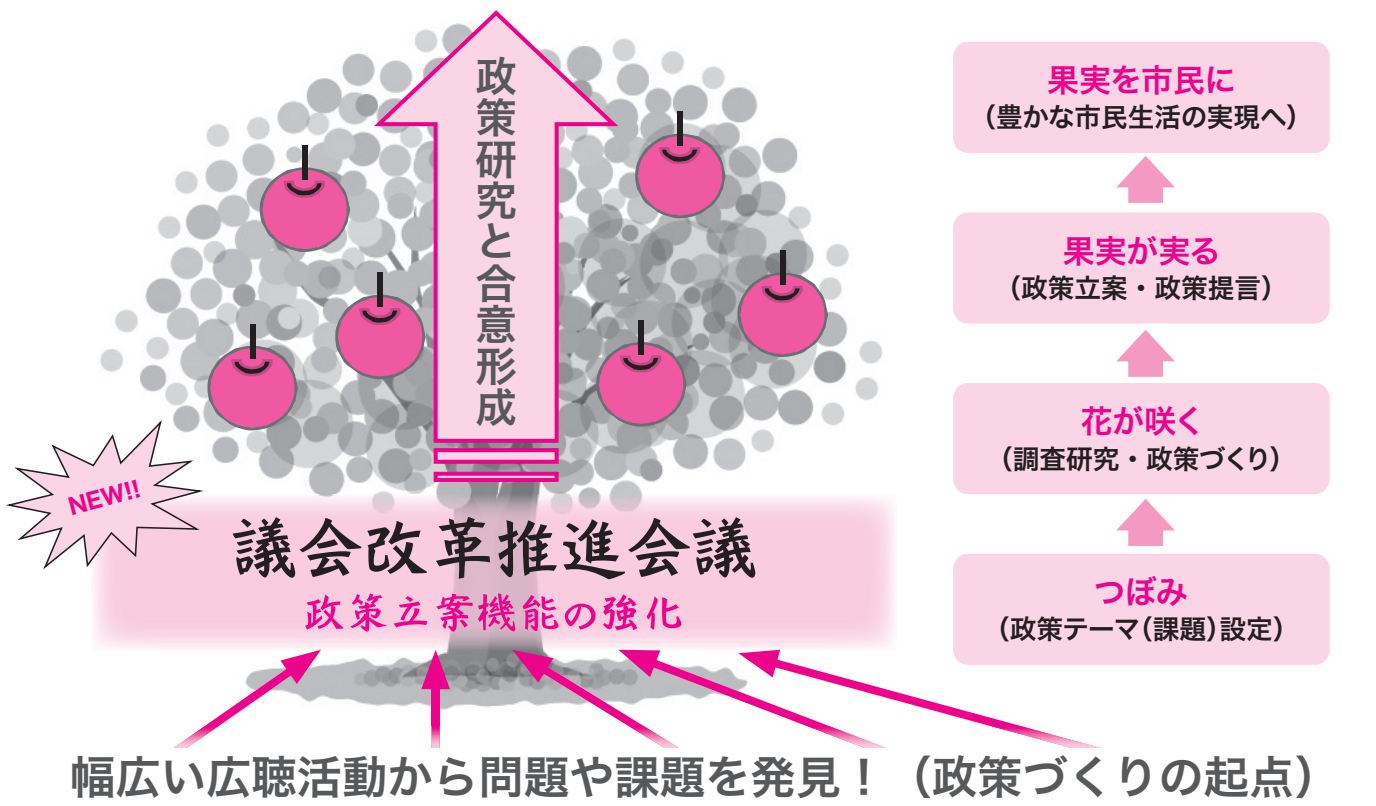 政策研究と合意形成
NEW!!
議会改革推進会議
政策立案機能の強化
幅広い広聴活動から問題や課題を発見！（政策づくりの起点）
果実を市民に
（豊かな市民生活の実現へ）
果実が実る
（政策立案・政策提言）
花が咲く
（調査研究・政策づくり）
つぼみ
（政策テーマ（課題）設定）